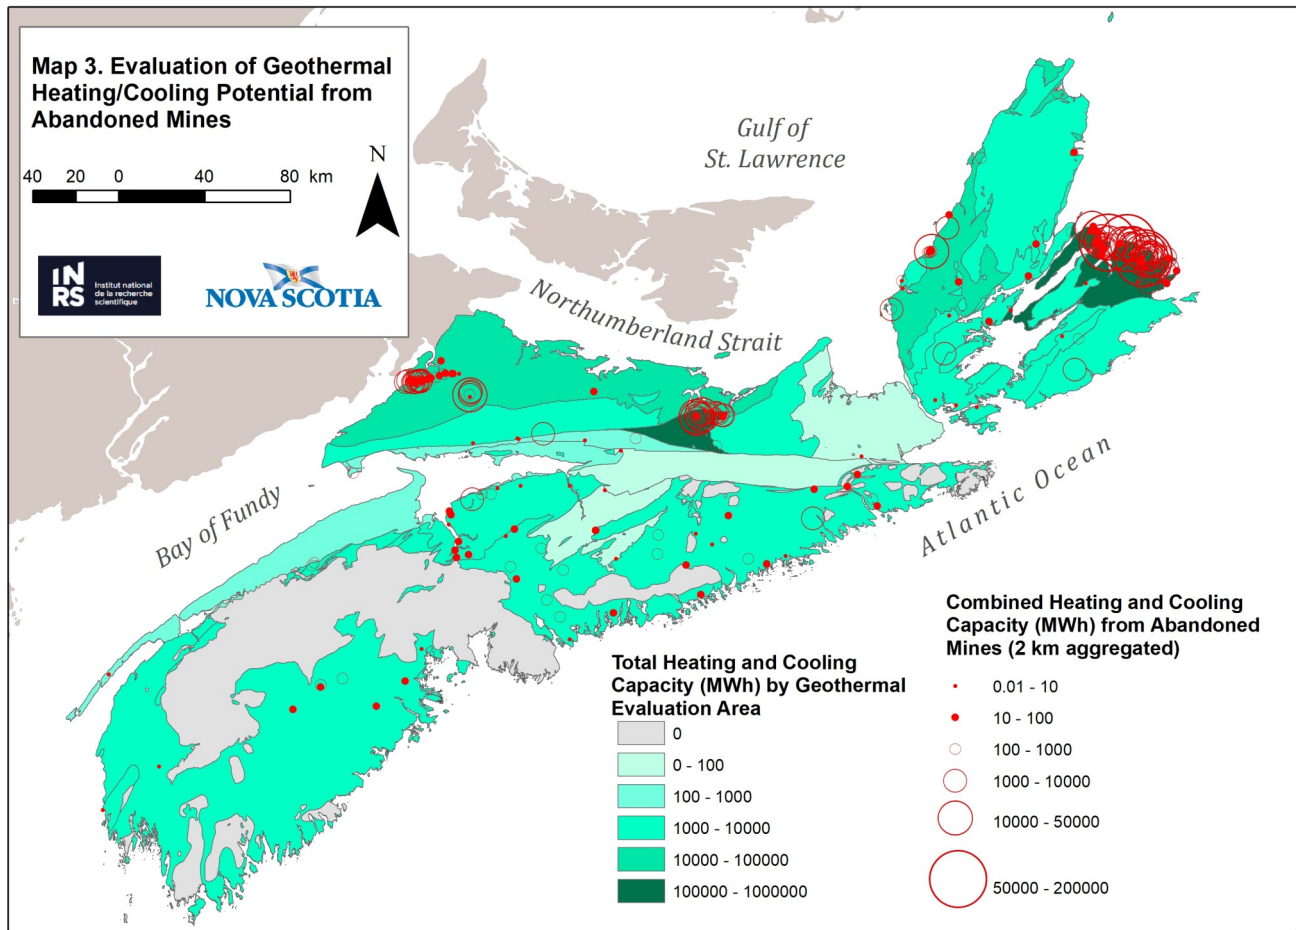 Map 3. Evaluation of Geothermal
Heating/Cooling Potential from
Abandoned Mines
N
40 20 0 40 80 km
IN
RS
Institut national
de la recherche
scientifique
NOVA SCOTIA
Gulf of
St. Lawrence
Northumberland Strait
Bay of Fundy
Atlantic Ocean
Total Heating and Cooling
Capacity (MWh) by Geothermal
Evaluation Area
0
0 - 100
100 - 1000
1000 - 10000
10000 - 100000
100000 - 1000000
Combined Heating and Cooling
Capacity (MWh) from Abandoned
Mines (2 km aggregated)
0.01 - 10
10 - 100
100 - 1000
1000 - 10000
10000 - 50000
50000 - 200000